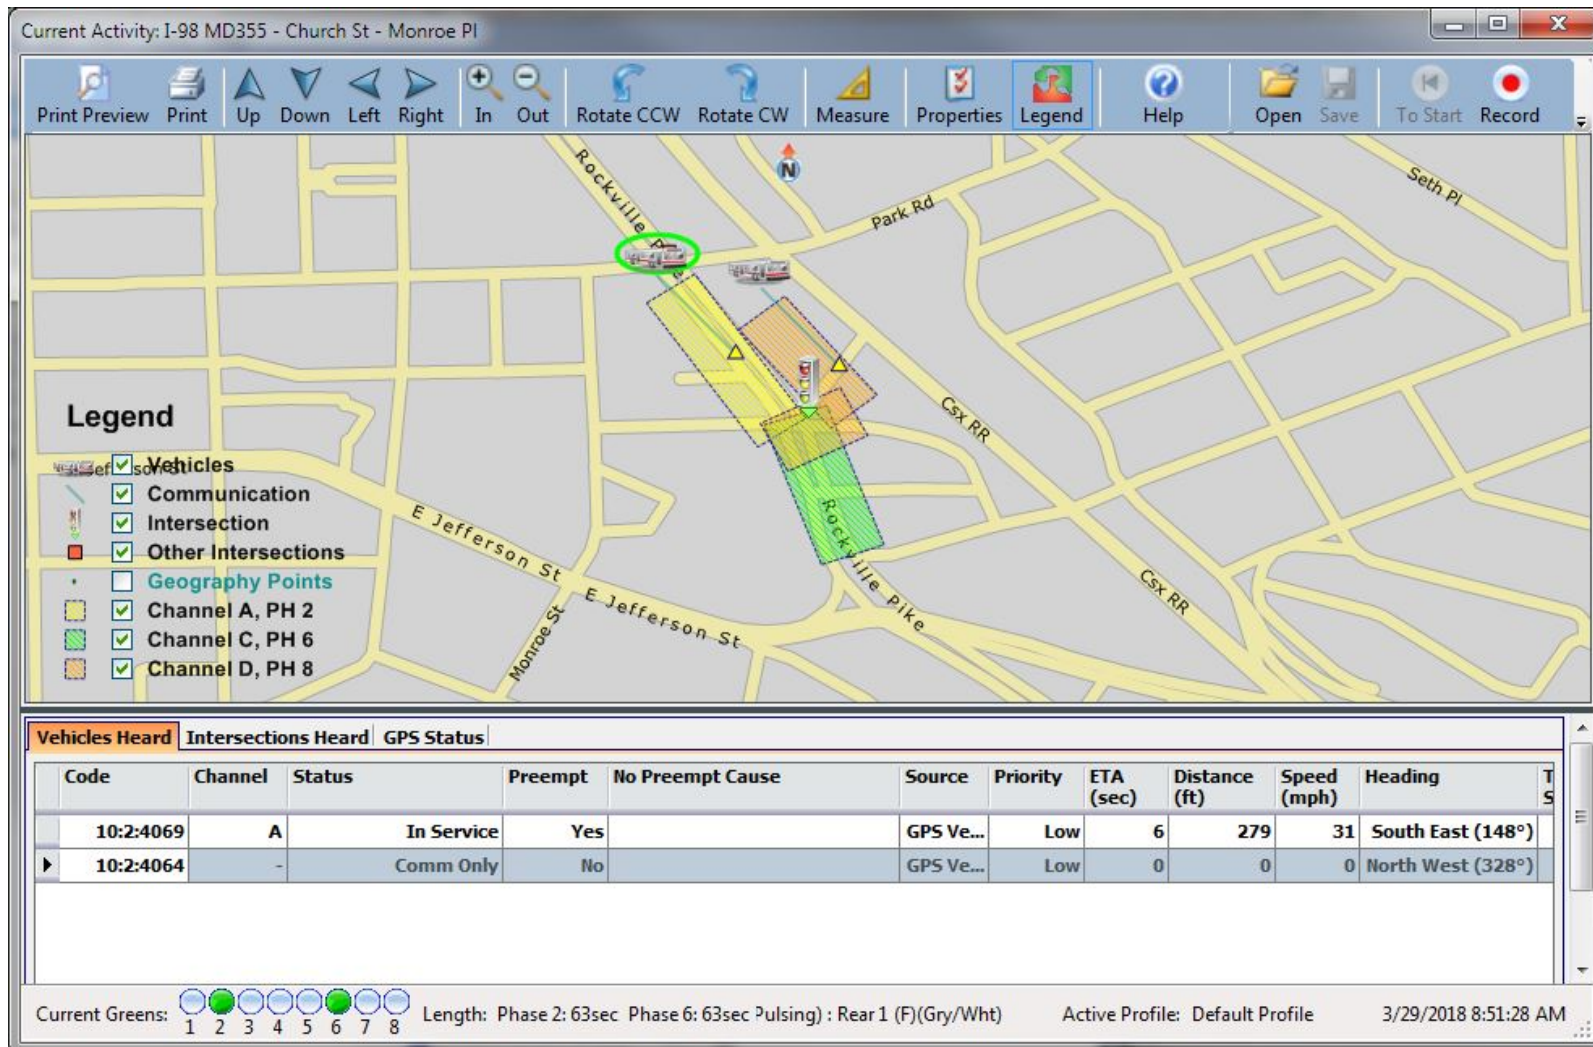 Current Activity: I-98 MD355 - Church St - Monroe Pl
Print Preview Print Up Down Left Right In Out Rotate CCW Rotate CW Measure Properties Legend Help Open Save To Start Record
N
Rockville P
Park Rd
Seth Pl
Csx RR
Legend
Vehicles
Communication
Intersection
Other Intersections
Geography Points
Channel A, PH 2
Channel C, PH 6
Channel D, PH 8
E Jefferson St
E Jefferson St
Monroe St
Rockville Pike
Csx RR
Vehicles Heard Intersections Heard GPS Status
Code Channel Status Preempt No Preempt Cause Source Priority ETA (sec) Distance (ft) Speed (mph) Heading
10:2:4069 A In Service Yes GPS Ve... Low 6 279 31 South East (148°)
10:2:4064 - Comm Only No GPS Ve... Low 0 0 0 North West (328°)
Current Greens: 1 2 3 4 5 6 7 8 Length: Phase 2: 63sec Phase 6: 63sec Pulsing) : Rear 1 (F)(Gry/Wht) Active Profile: Default Profile 3/29/2018 8:51:28 AM